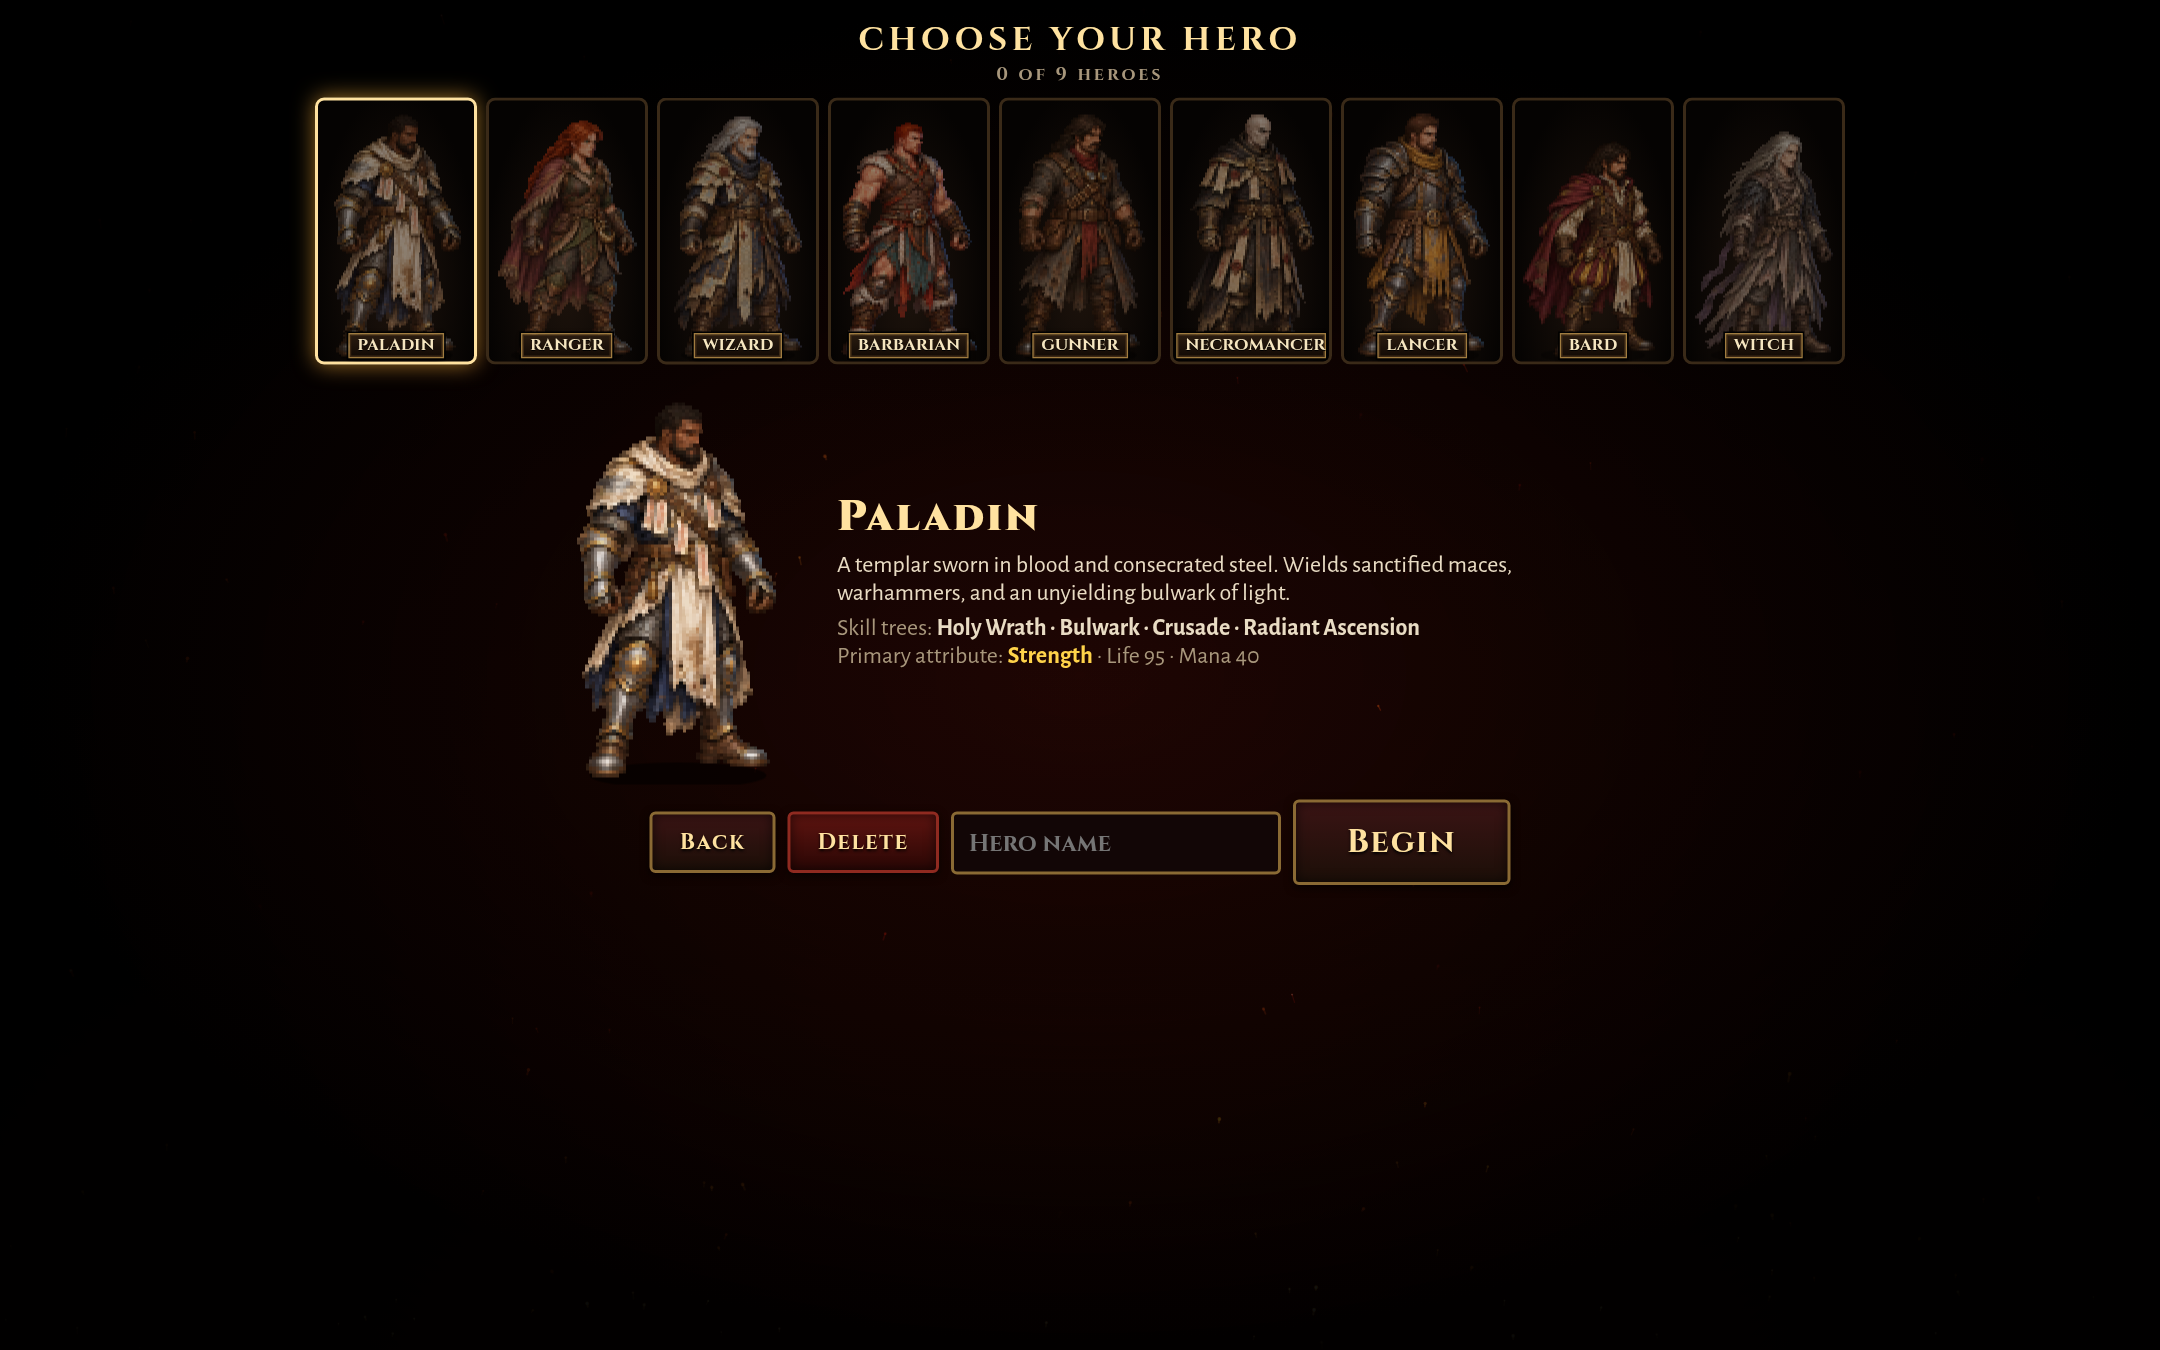 CHOOSE YOUR HERO
0 OF 9 HEROES
PALADIN
RANGER
WIZARD
BARBARIAN
GUNNER
NECROMANCER
LANCER
BARD
WITCH
PALADIN
A templar sworn in blood and consecrated steel. Wields sanctified maces,
warhammers, and an unyielding bulwark of light.
Skill trees: Holy Wrath · Bulwark · Crusade · Radiant Ascension
Primary attribute: Strength · Life 95 · Mana 40
BACK
DELETE
HERO NAME
BEGIN